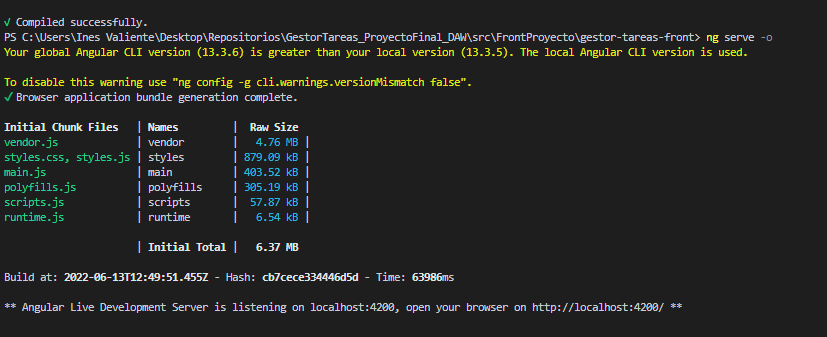 √ Compiled successfully.
PS C:\Users\Ines Valiente\Desktop\Repositorios\GestorTareas_ProyectoFinal_DAW\src\FrontProyecto\gestor-tareas-front> ng serve -o
Your global Angular CLI version (13.3.6) is greater than your local version (13.3.5). The local Angular CLI version is used.
To disable this warning use "ng config -g cli.warnings.versionMismatch false".
√ Browser application bundle generation complete.
Initial Chunk Files | Names | Raw Size
vendor.js | vendor | 4.76 MB |
styles.css, styles.js | styles | 879.09 kB |
main.js | main | 403.52 kB |
polyfills.js | polyfills | 305.19 kB |
scripts.js | scripts | 57.87 kB |
runtime.js | runtime | 6.54 kB |
| Initial Total | 6.37 MB
Build at: 2022-06-13T12:49:51.455Z - Hash: cb7cece334446d5d - Time: 63986ms
** Angular Live Development Server is listening on localhost:4200, open your browser on http://localhost:4200/ **